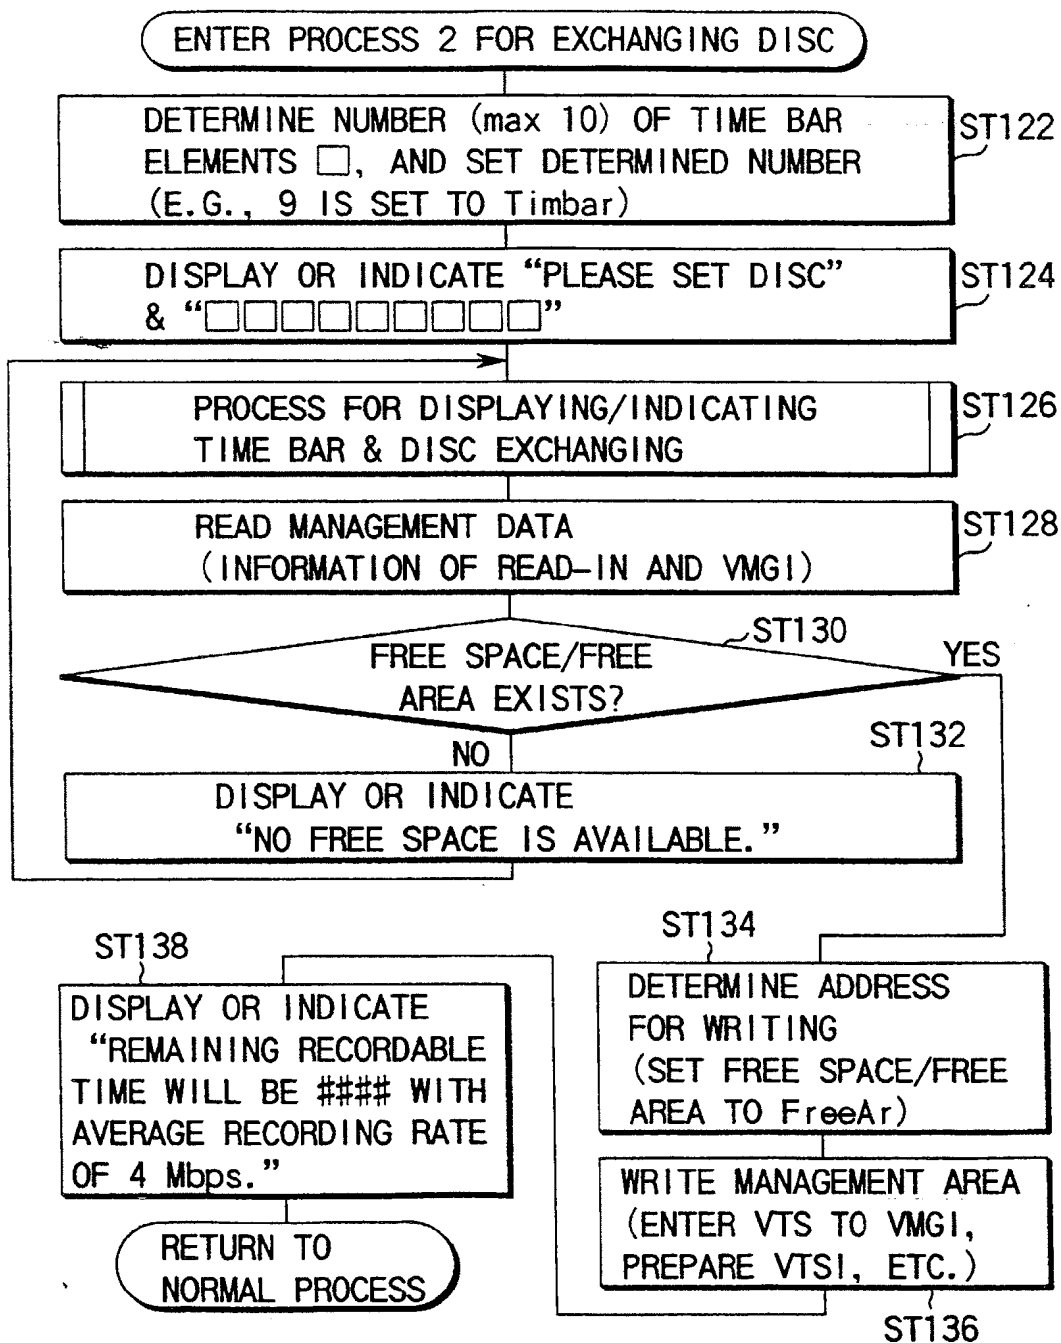 ENTER PROCESS 2 FOR EXCHANGING DISC
DETERMINE NUMBER (max 10) OF TIME BAR
ELEMENTS □, AND SET DETERMINED NUMBER
(E.G., 9 IS SET TO Timbar)
ST122
DISPLAY OR INDICATE “PLEASE SET DISC”
& “□□□□□□□□□”
ST124
PROCESS FOR DISPLAYING/INDICATING
TIME BAR & DISC EXCHANGING
ST126
READ MANAGEMENT DATA
(INFORMATION OF READ-IN AND VMGI)
ST128
FREE SPACE/FREE
AREA EXISTS?
ST130
YES
NO
ST132
DISPLAY OR INDICATE
“NO FREE SPACE IS AVAILABLE.”
ST134
DETERMINE ADDRESS
FOR WRITING
(SET FREE SPACE/FREE
AREA TO FreeAr)
WRITE MANAGEMENT AREA
(ENTER VTS TO VMGI,
PREPARE VTSI, ETC.)
ST136
ST138
DISPLAY OR INDICATE
“REMAINING RECORDABLE
TIME WILL BE #### WITH
AVERAGE RECORDING RATE
OF 4 Mbps.”
RETURN TO
NORMAL PROCESS